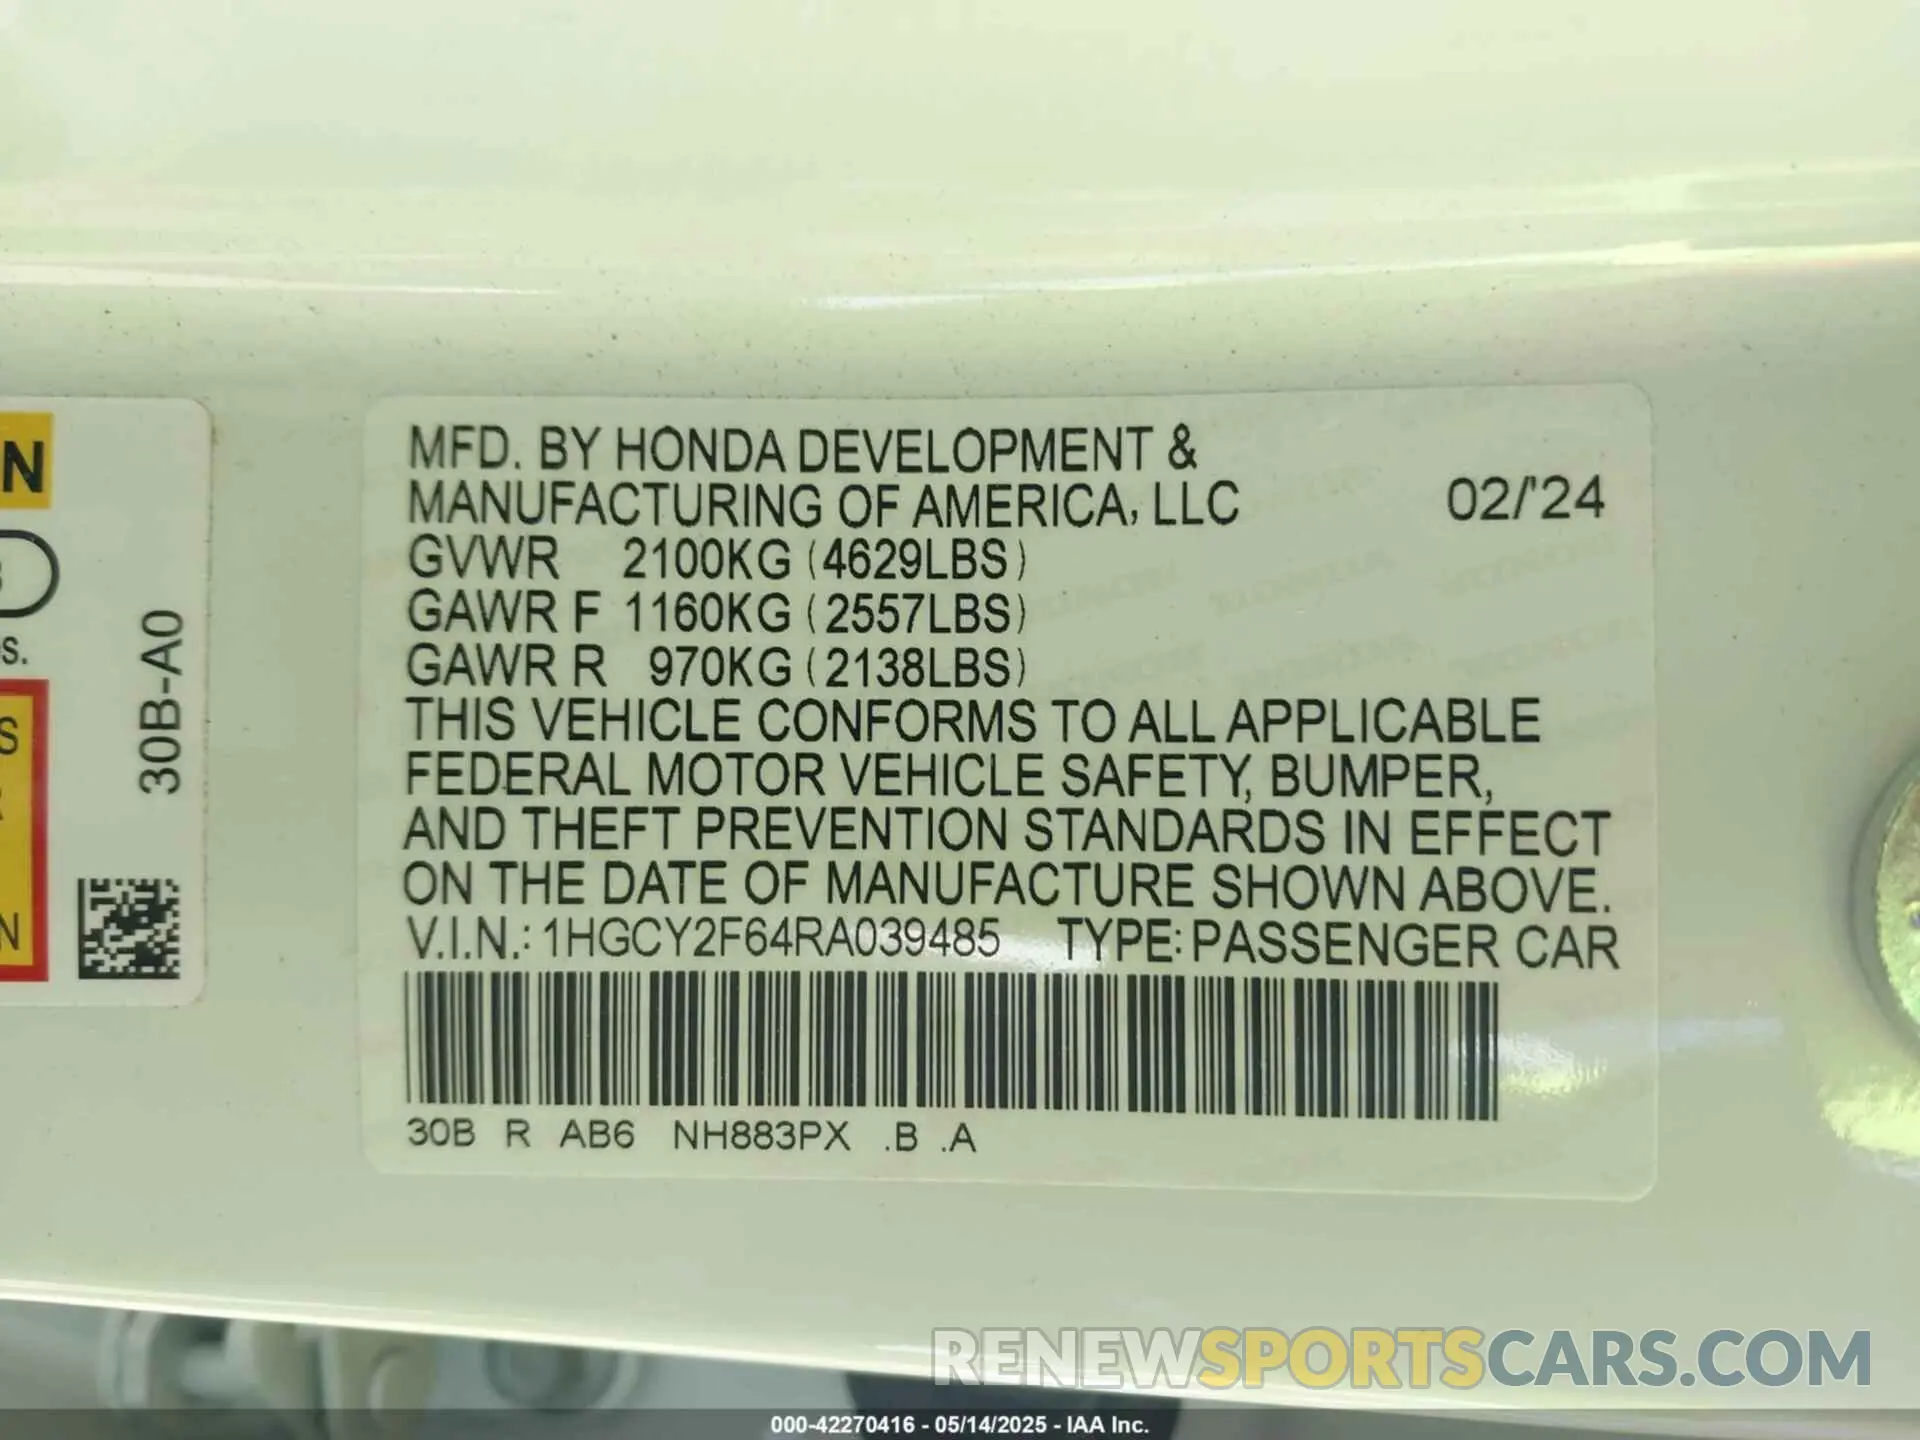 N
S.
S
N
30B-A0
MFD. BY HONDA DEVELOPMENT &
MANUFACTURING OF AMERICA, LLC 02/'24
GVWR 2100KG (4629LBS)
GAWR F 1160KG (2557LBS)
GAWR R 970KG (2138LBS)
THIS VEHICLE CONFORMS TO ALL APPLICABLE
FEDERAL MOTOR VEHICLE SAFETY, BUMPER,
AND THEFT PREVENTION STANDARDS IN EFFECT
ON THE DATE OF MANUFACTURE SHOWN ABOVE.
V.I.N.: 1HGCY2F64RA039485 TYPE: PASSENGER CAR
30B R AB6 NH883PX .B .A
RENEWSPORTSCARS.COM
000-42270416 - 05/14/2025 - IAA Inc.